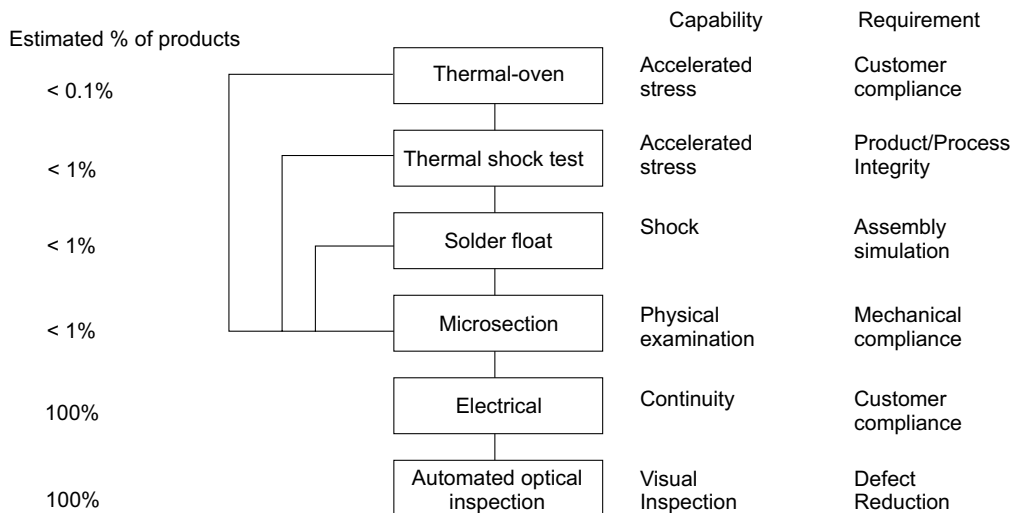 Capability Requirement
Estimated % of products
< 0.1% Thermal-oven Accelerated stress Customer compliance
< 1% Thermal shock test Accelerated stress Product/Process Integrity
< 1% Solder float Shock Assembly simulation
< 1% Microsection Physical examination Mechanical compliance
100% Electrical Continuity Customer compliance
100% Automated optical inspection Visual Inspection Defect Reduction